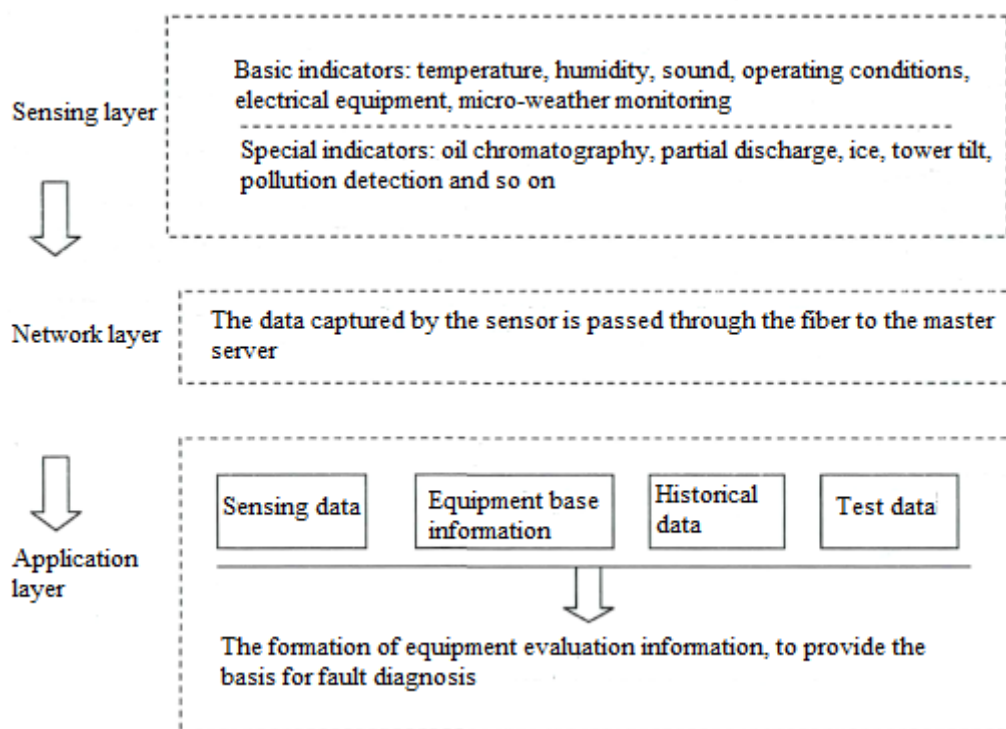 Sensing layer
Basic indicators: temperature, humidity, sound, operating conditions,
electrical equipment, micro-weather monitoring
Special indicators: oil chromatography, partial discharge, ice, tower tilt,
pollution detection and so on
Network layer
The data captured by the sensor is passed through the fiber to the master
server
Application
layer
Sensing data
Equipment base
information
Historical
data
Test data
The formation of equipment evaluation information, to provide the
basis for fault diagnosis